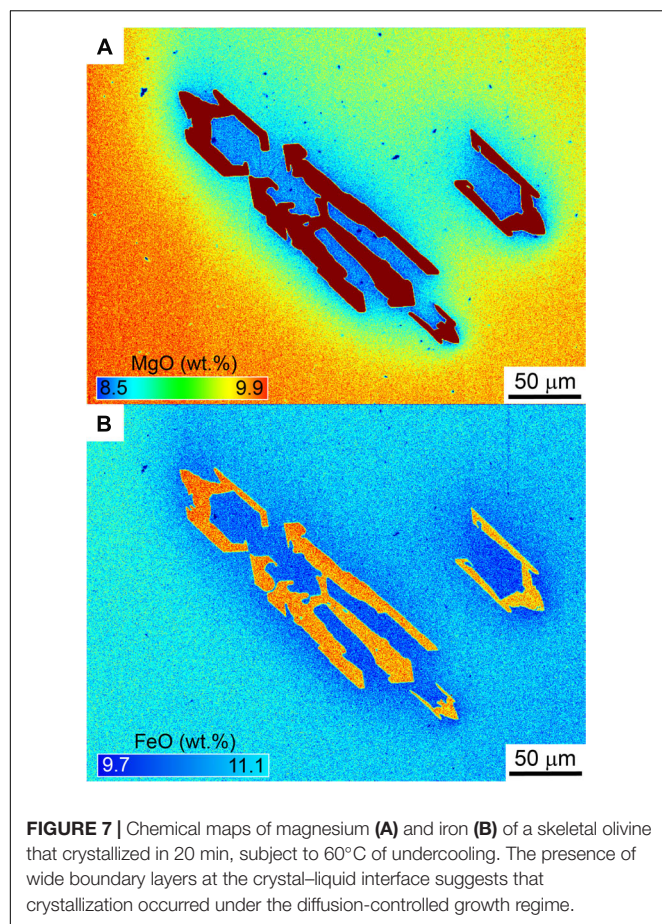 A
MgO (wt.%)
8.5 9.9
50 µm
B
FeO (wt.%)
9.7 11.1
50 µm
FIGURE 7 | Chemical maps of magnesium (A) and iron (B) of a skeletal olivine
that crystallized in 20 min, subject to 60°C of undercooling. The presence of
wide boundary layers at the crystal–liquid interface suggests that
crystallization occurred under the diffusion-controlled growth regime.